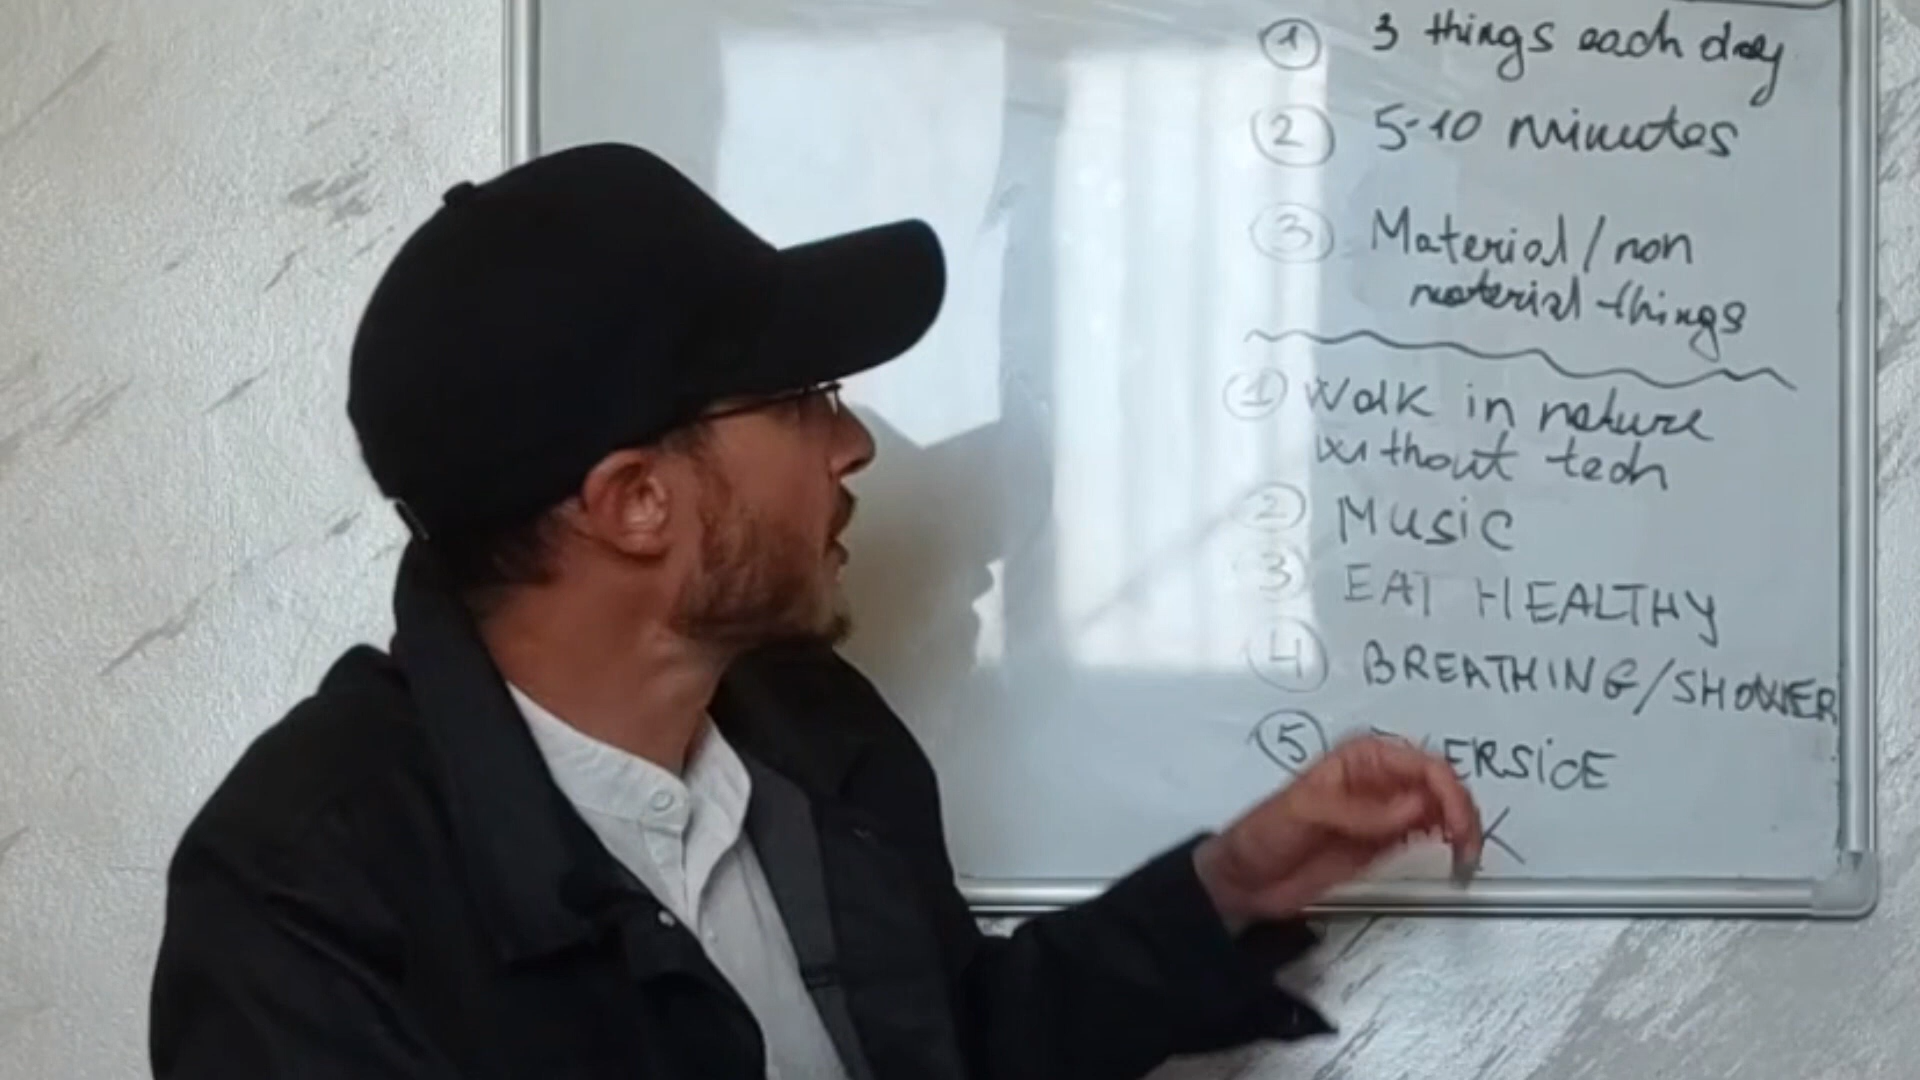 ① 3 things each day
② 5-10 minutes
③ Material / non
material things
① Walk in nature
without tech
② MUSIC
③ EAT HEALTHY
④ BREATHING/SHOWER
⑤